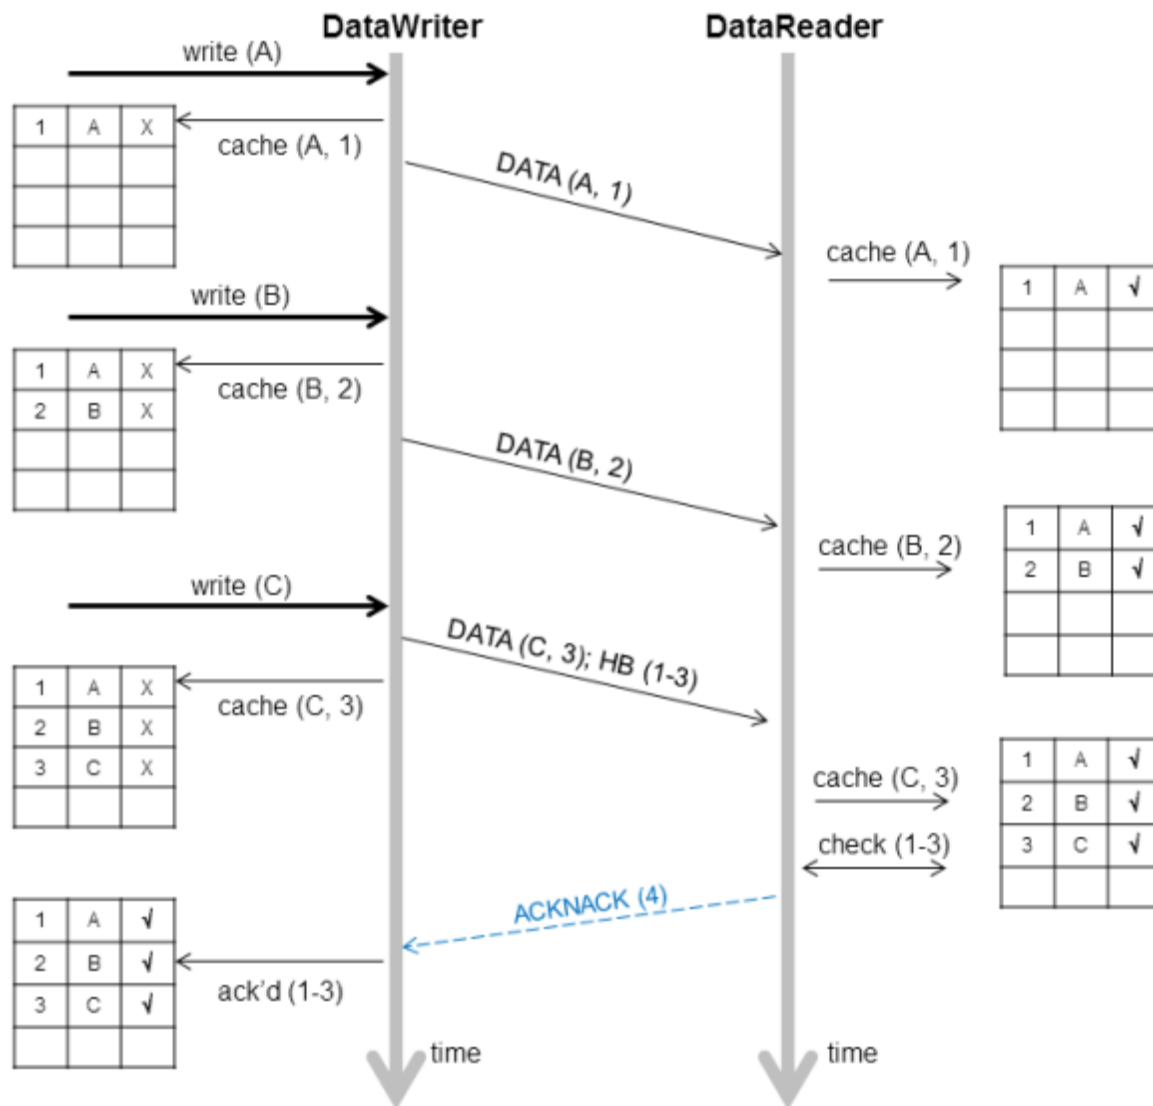 DataWriter DataReader
write (A)
1 A X
cache (A, 1)
DATA (A, 1)
cache (A, 1)
1 A √
write (B)
1 A X
2 B X
cache (B, 2)
DATA (B, 2)
cache (B, 2)
1 A √
2 B √
write (C)
DATA (C, 3); HB (1-3)
1 A X
2 B X
3 C X
cache (C, 3)
cache (C, 3)
check (1-3)
1 A √
2 B √
3 C √
ACKNACK (4)
1 A √
2 B √
3 C √
ack'd (1-3)
time time